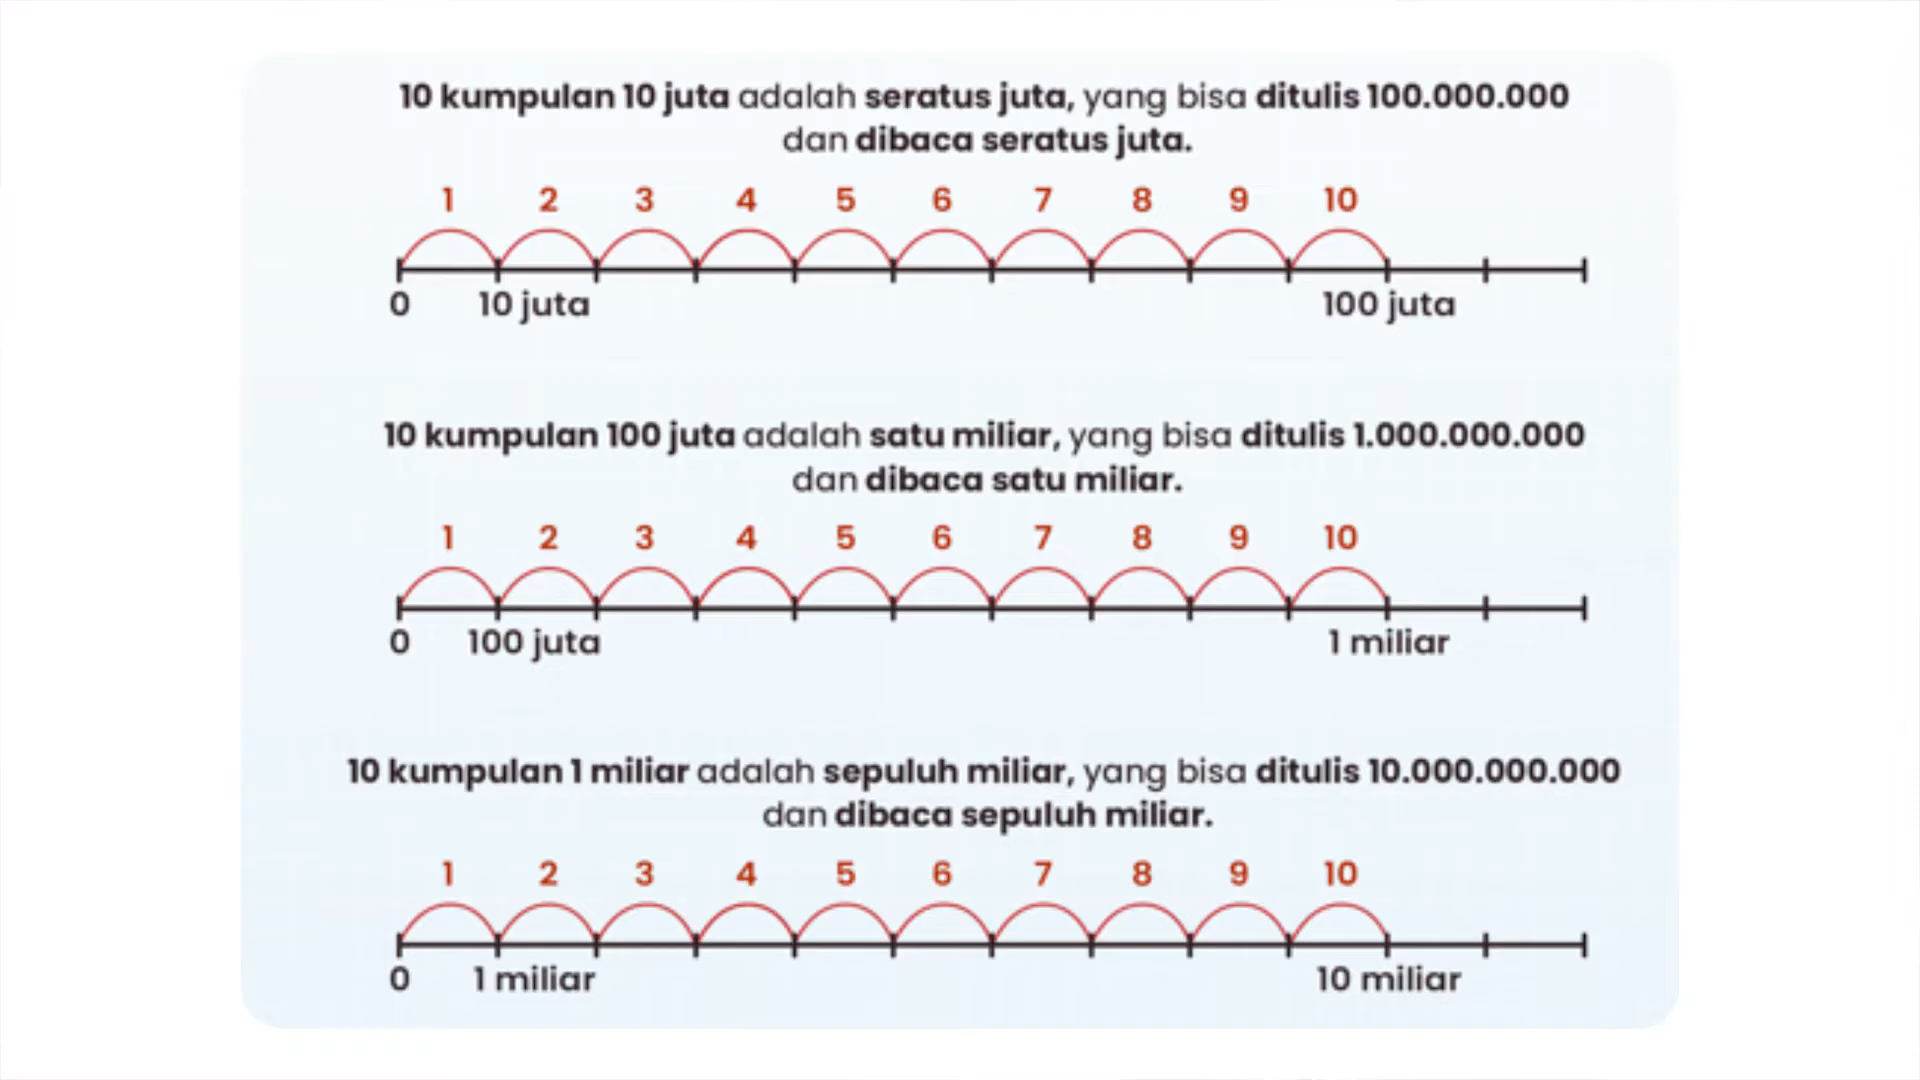 10 kumpulan 10 juta adalah seratus juta, yang bisa ditulis 100.000.000
dan dibaca seratus juta.
1 2 3 4 5 6 7 8 9 10
0 10 juta 100 juta
10 kumpulan 100 juta adalah satu miliar, yang bisa ditulis 1.000.000.000
dan dibaca satu miliar.
1 2 3 4 5 6 7 8 9 10
0 100 juta 1 miliar
10 kumpulan 1 miliar adalah sepuluh miliar, yang bisa ditulis 10.000.000.000
dan dibaca sepuluh miliar.
1 2 3 4 5 6 7 8 9 10
0 1 miliar 10 miliar